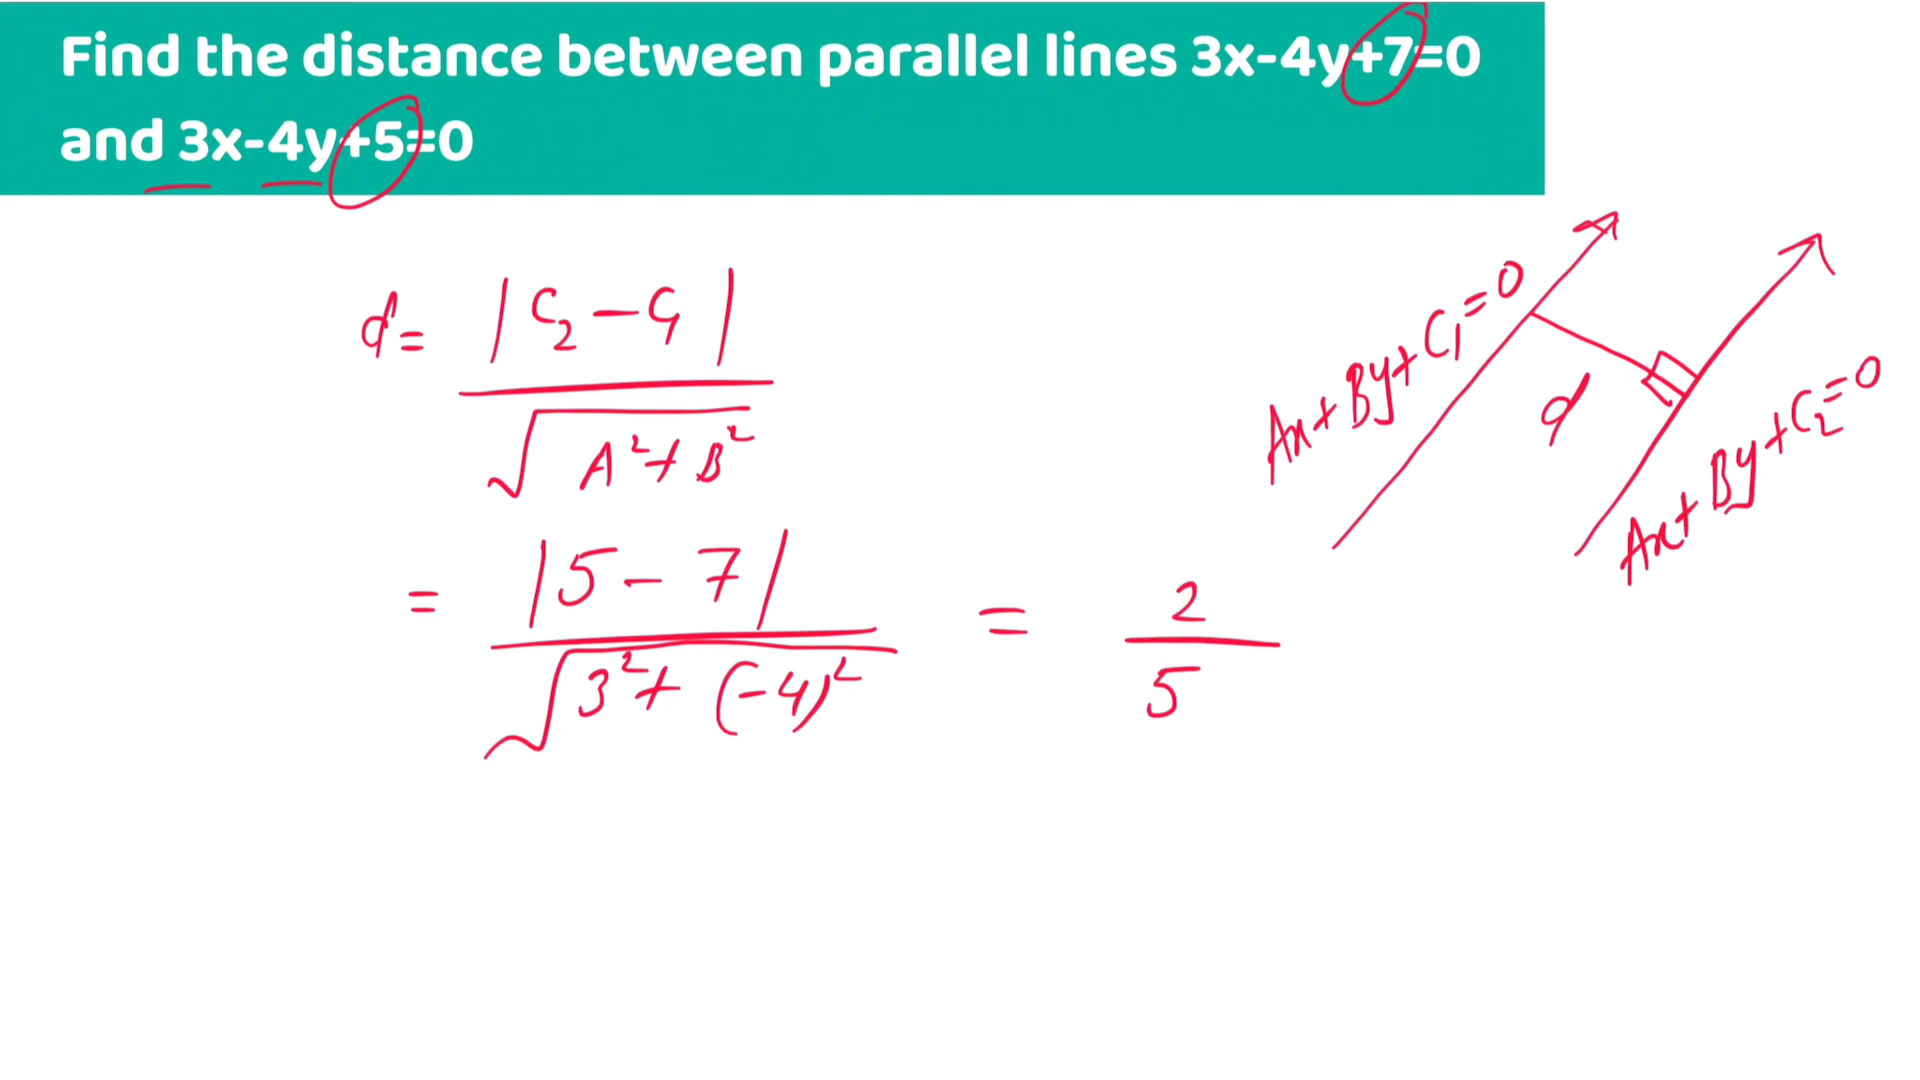 Find the distance between parallel lines 3x-4y+7=0
and 3x-4y+5=0
d = |C₂ - C₁|
√A² + B²
= |5 - 7|
√3² + (-4)²
= 2
5
Ax + By + C₁ = 0
d
Ax + By + C₂ = 0